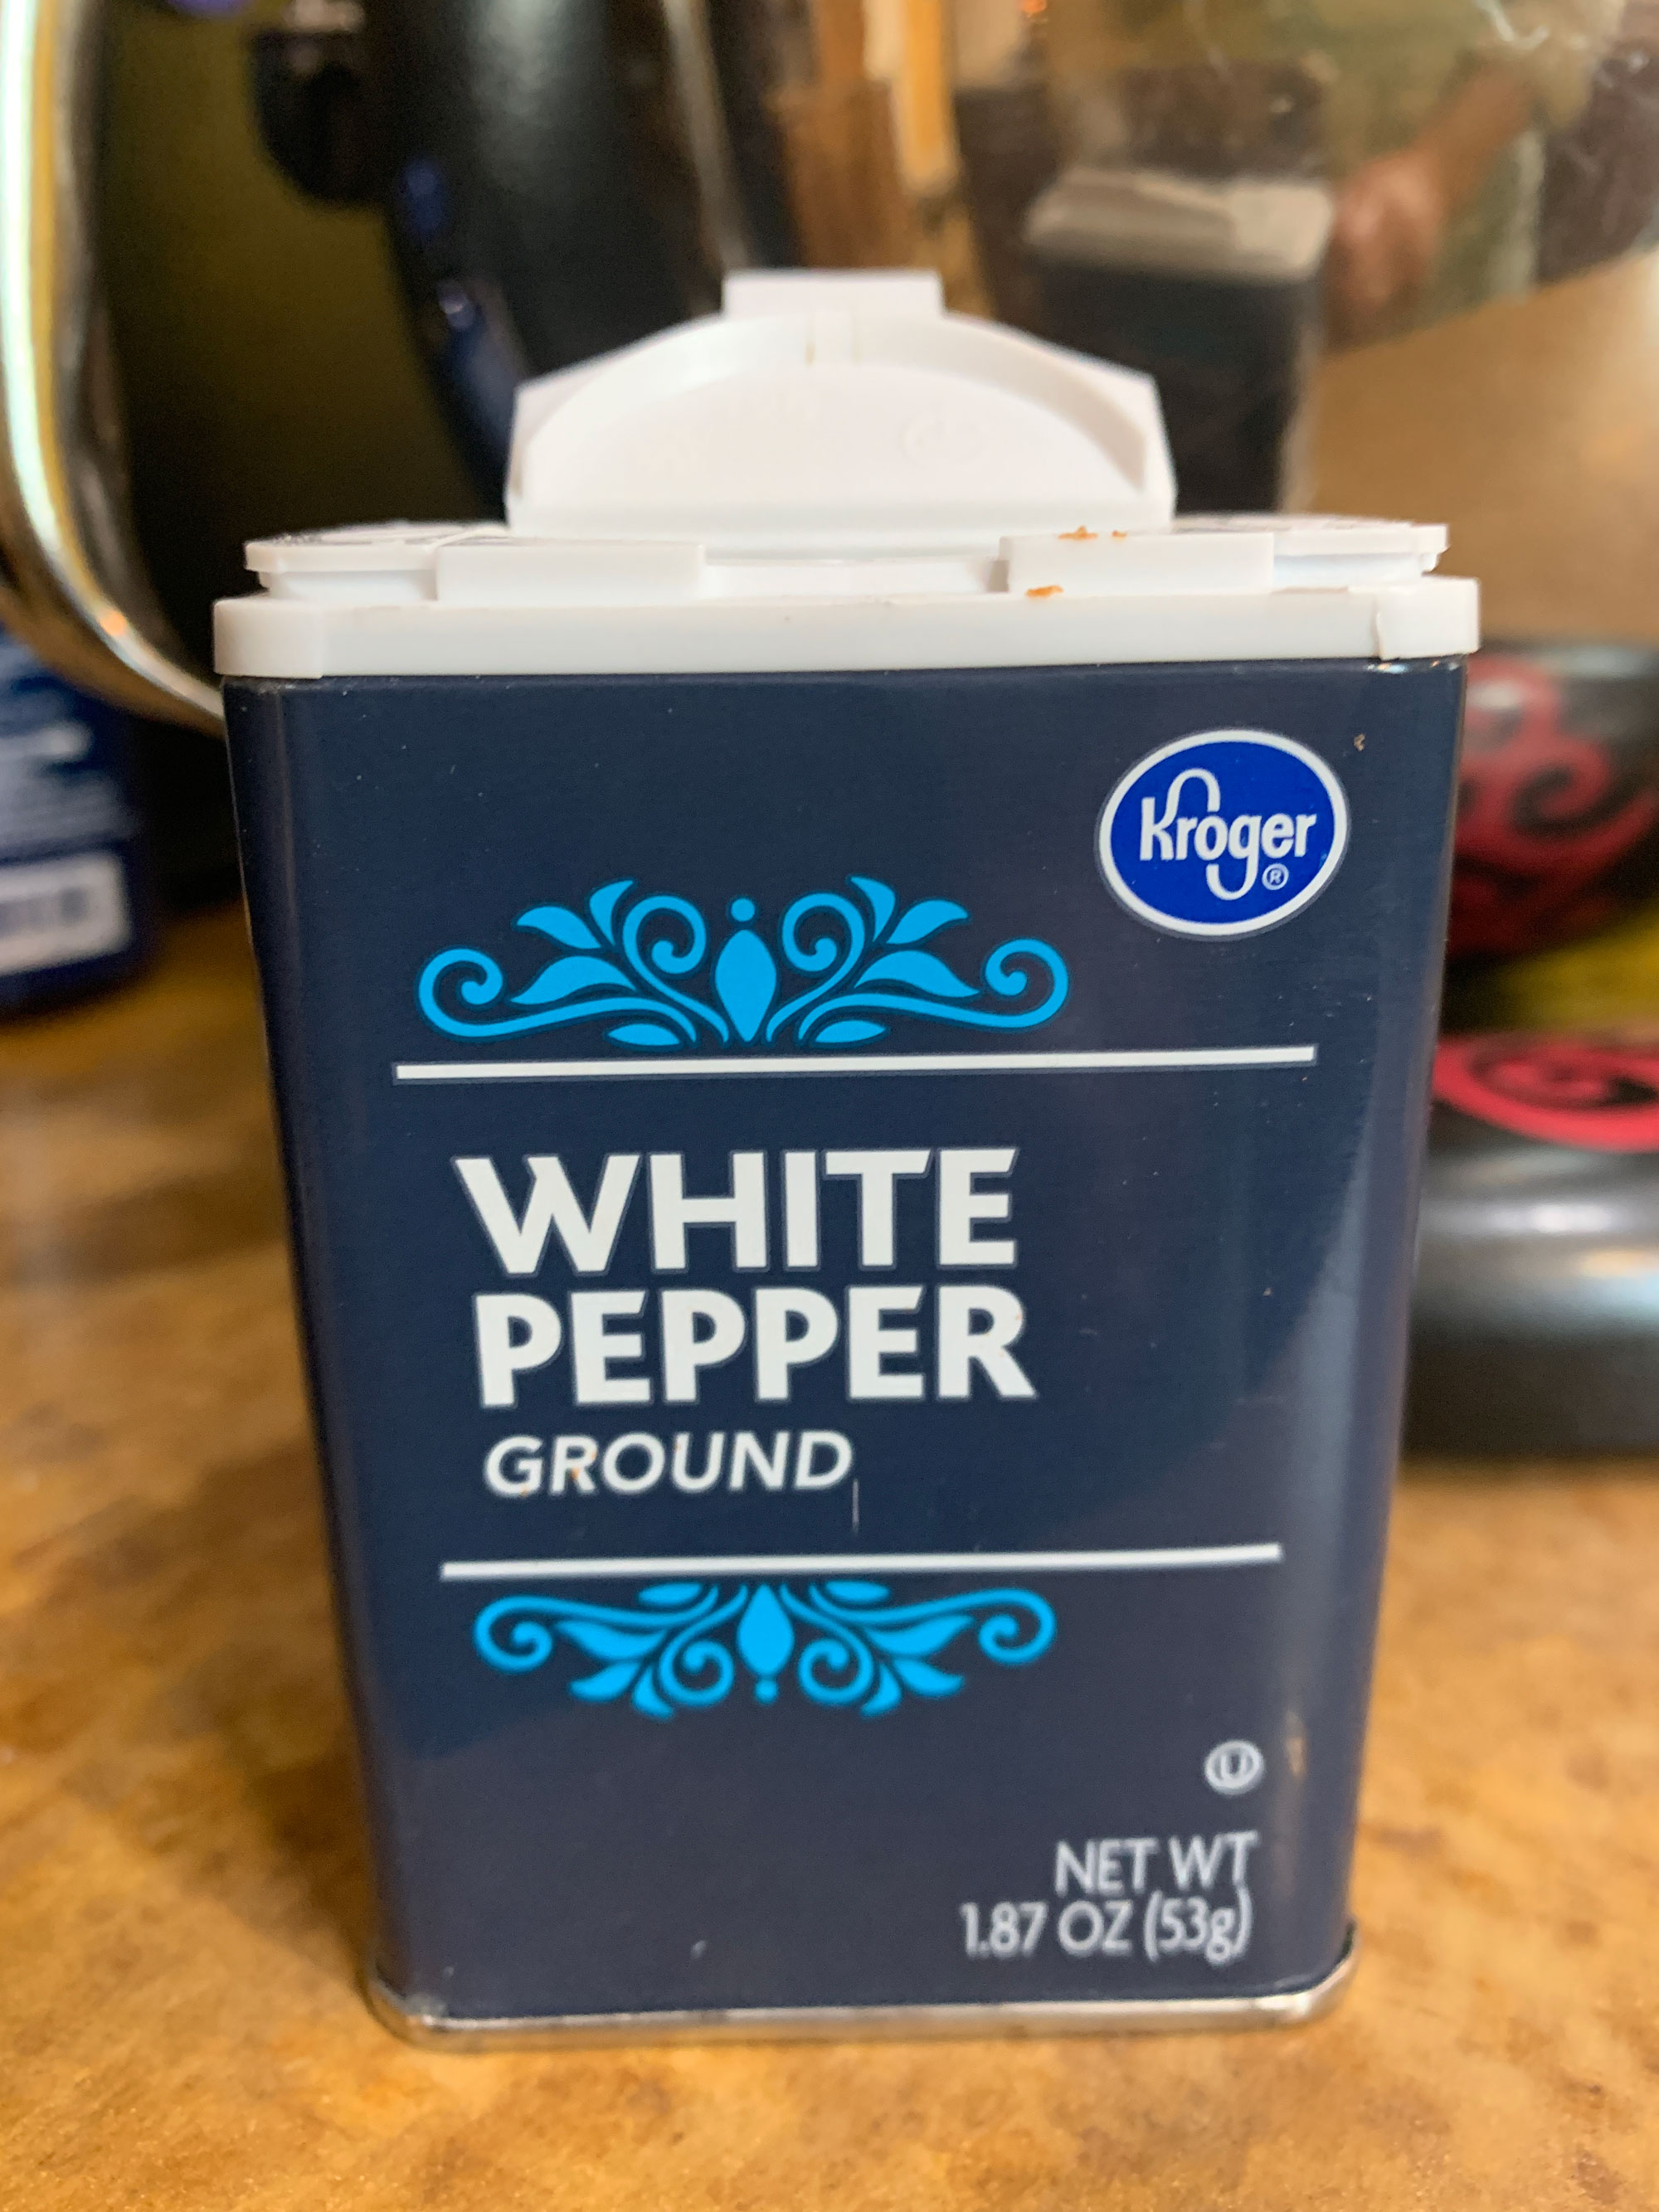 Kroger®
WHITE
PEPPER
GROUND
U
NET WT
1.87 OZ (53g)